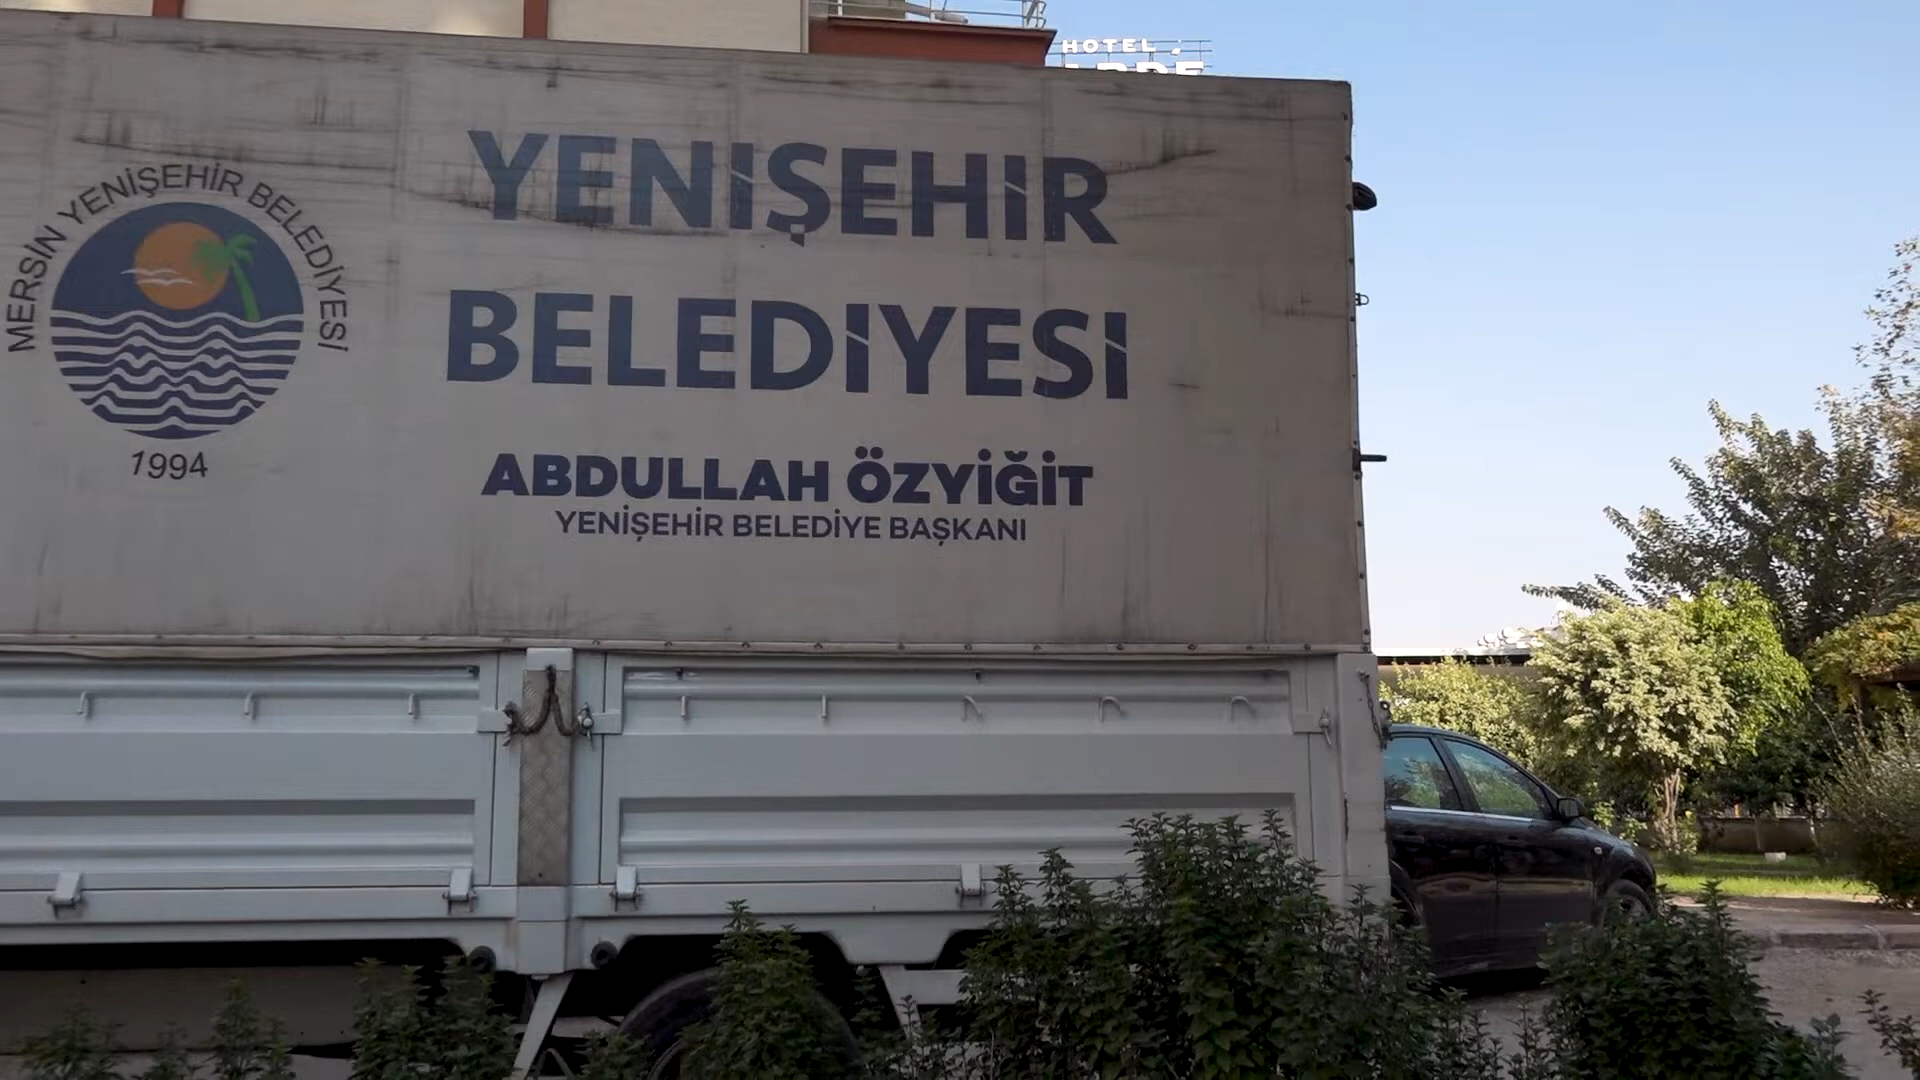 HOTEL
MERSİN YENİŞEHİR BELEDİYESİ
1994
YENİŞEHİR
BELEDİYESİ
ABDULLAH ÖZYİĞİT
YENİŞEHİR BELEDİYE BAŞKANI